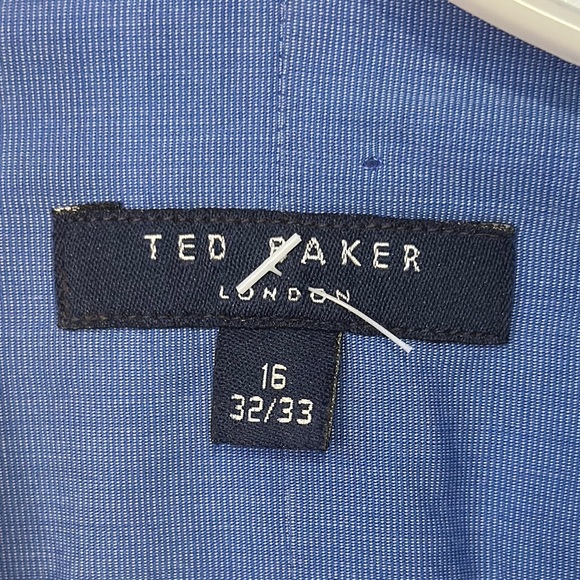 TED BAKER
LONDON
16
32/33